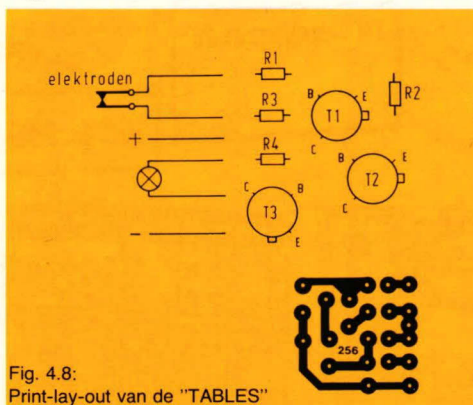 elektroden
R1
R3
R4
R2
B
E
T1
C
B
E
T2
C
C
B
T3
E
+
-
256
Fig. 4.8:
Print-lay-out van de "TABLES"